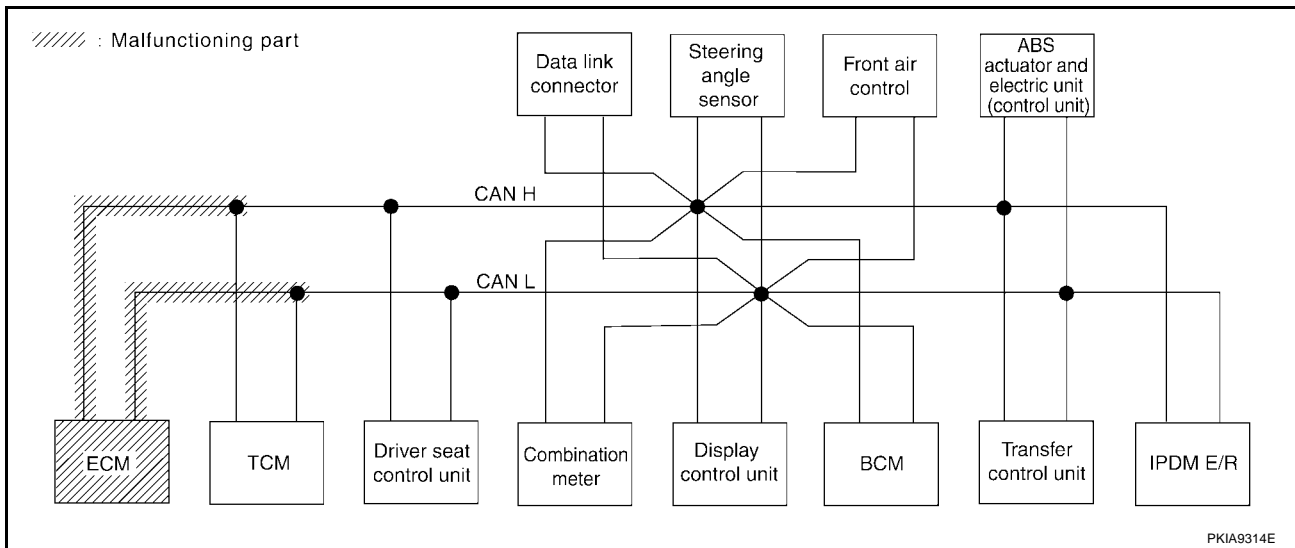 : Malfunctioning part
Data link
connector
Steering
angle
sensor
Front air
control
ABS
actuator and
electric unit
(control unit)
CAN H
CAN L
ECM
TCM
Driver seat
control unit
Combination
meter
Display
control unit
BCM
Transfer
control unit
IPDM E/R
PKIA9314E